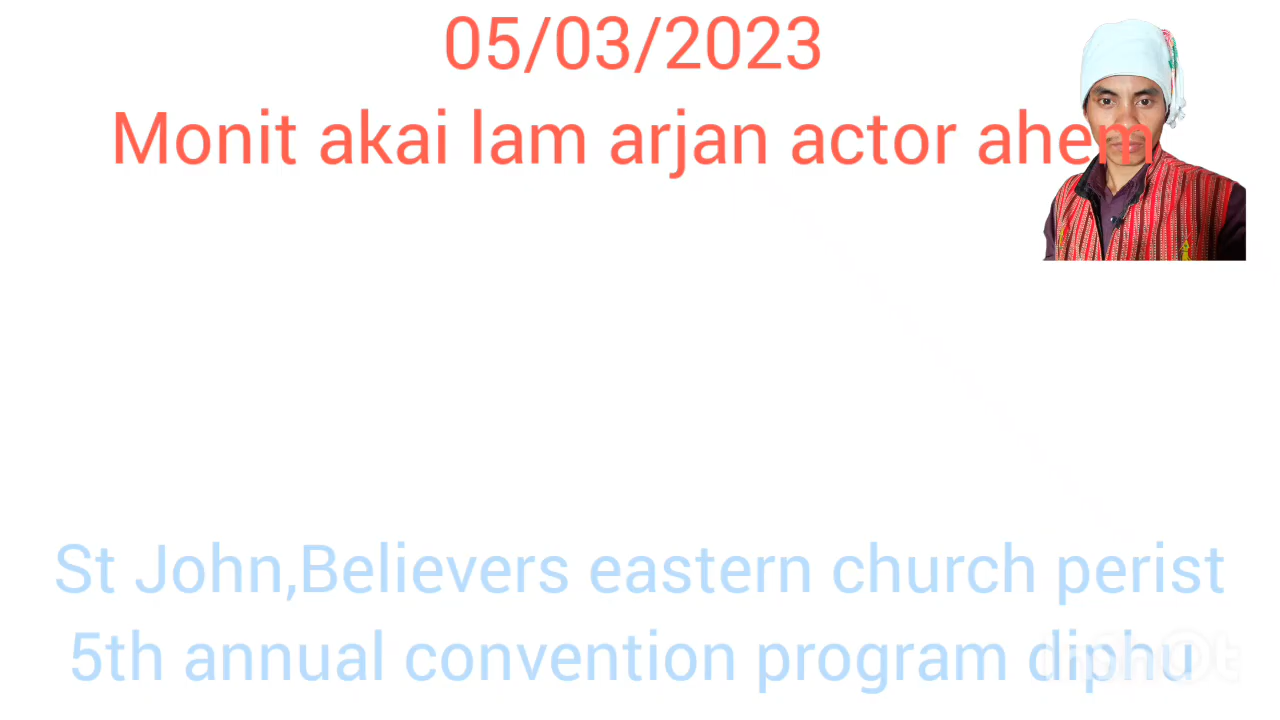 05/03/2023
Monit akai lam arjan actor ahem
St John,Believers eastern church perist
5th annual convention program diphu
InShOt